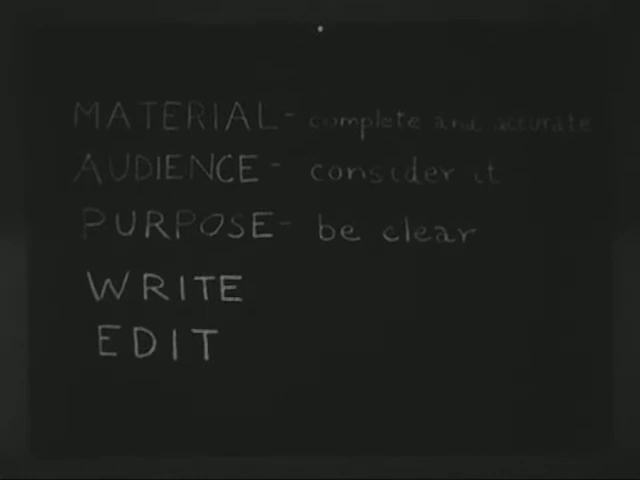 MATERIAL- complete and accurate
AUDIENCE- consider it
PURPOSE- be clear
WRITE
EDIT